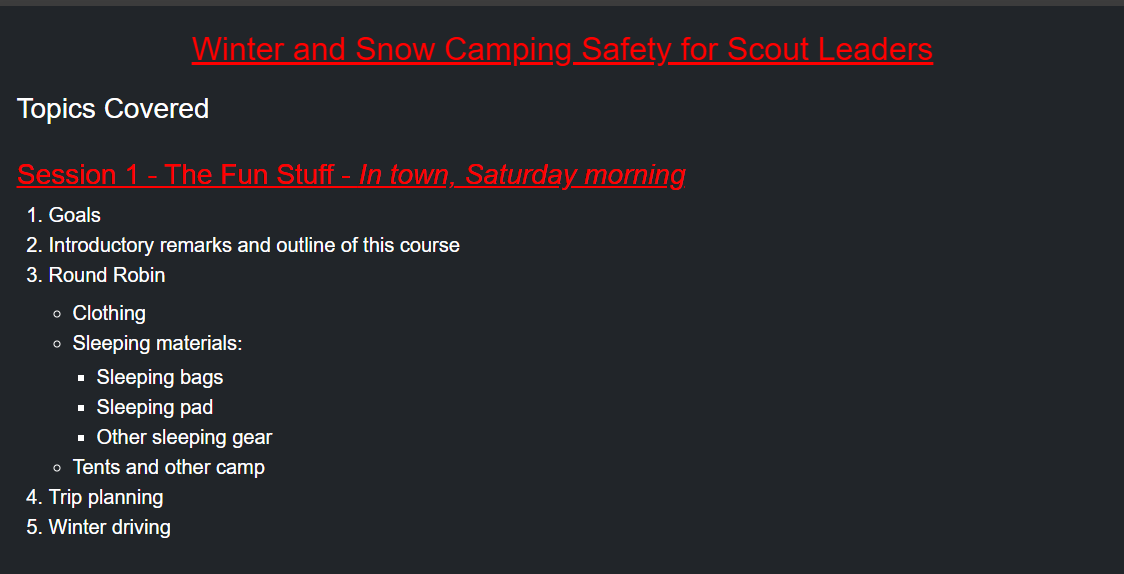 Winter and Snow Camping Safety for Scout Leaders
Topics Covered
Session 1 - The Fun Stuff - In town, Saturday morning
1. Goals
2. Introductory remarks and outline of this course
3. Round Robin
◦ Clothing
◦ Sleeping materials:
▪ Sleeping bags
▪ Sleeping pad
▪ Other sleeping gear
◦ Tents and other camp
4. Trip planning
5. Winter driving